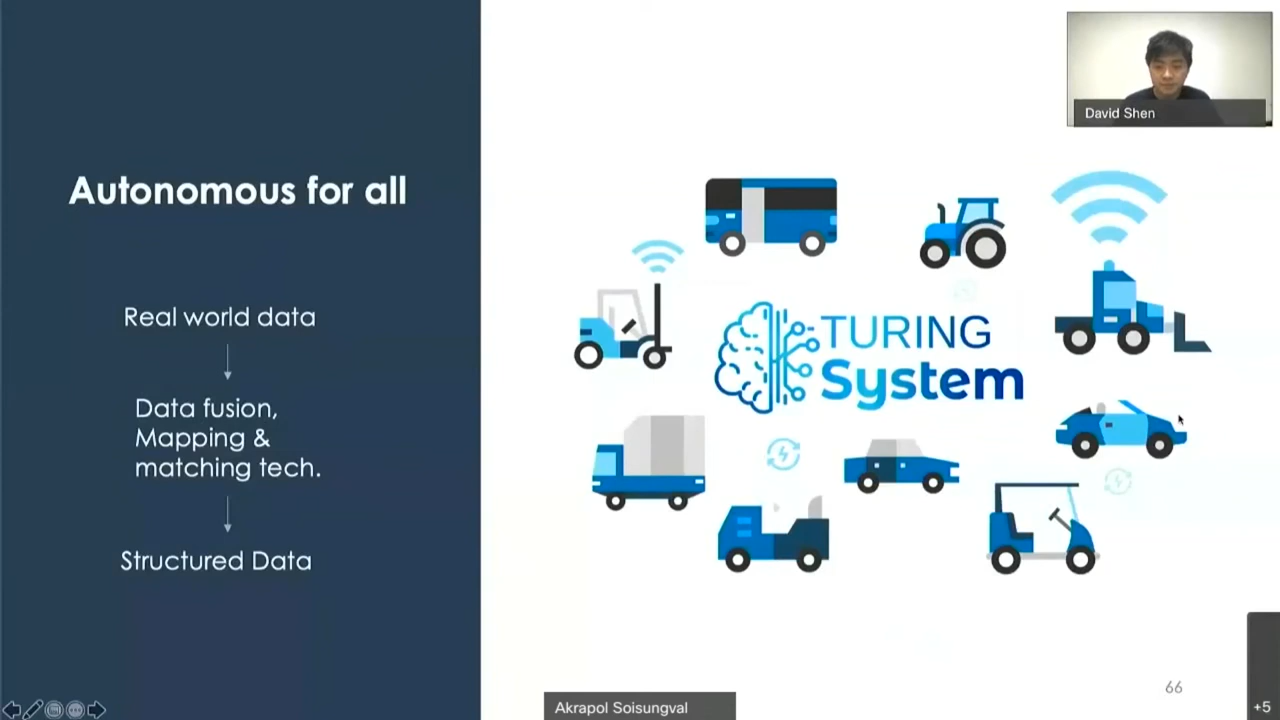 Autonomous for all
Real world data
Data fusion,
Mapping &
matching tech.
Structured Data
TURING
System
David Shen
Akrapol Soisungval
66
+5